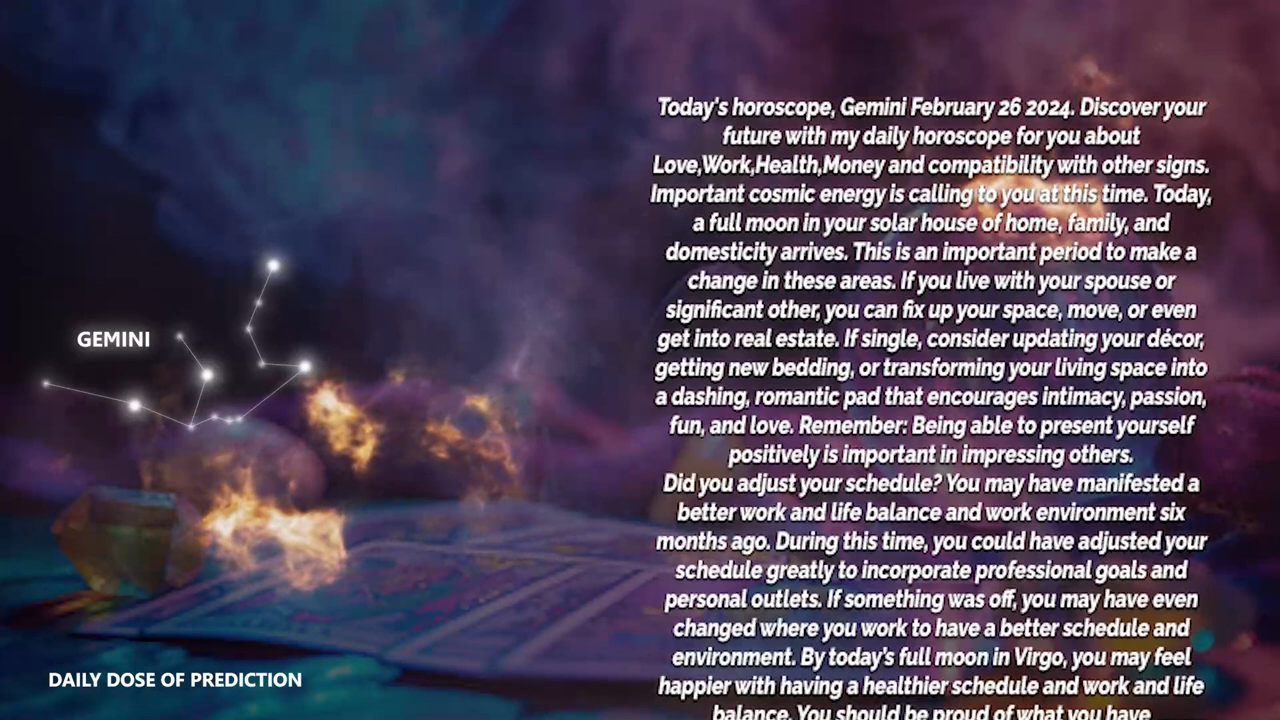 GEMINI
DAILY DOSE OF PREDICTION
Today's horoscope, Gemini February 26 2024. Discover your
future with my daily horoscope for you about
Love,Work,Health,Money and compatibility with other signs.
Important cosmic energy is calling to you at this time. Today,
a full moon in your solar house of home, family, and
domesticity arrives. This is an important period to make a
change in these areas. If you live with your spouse or
significant other, you can fix up your space, move, or even
get into real estate. If single, consider updating your décor,
getting new bedding, or transforming your living space into
a dashing, romantic pad that encourages intimacy, passion,
fun, and love. Remember: Being able to present yourself
positively is important in impressing others.
Did you adjust your schedule? You may have manifested a
better work and life balance and work environment six
months ago. During this time, you could have adjusted your
schedule greatly to incorporate professional goals and
personal outlets. If something was off, you may have even
changed where you work to have a better schedule and
environment. By today's full moon in Virgo, you may feel
happier with having a healthier schedule and work and life
balance. You should be proud of what you have